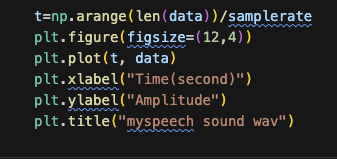 t=np.arange(len(data))/samplerate
plt.figure(figsize=(12,4))
plt.plot(t, data)
plt.xlabel("Time(second)")
plt.ylabel("Amplitude")
plt.title("myspeech sound wav")